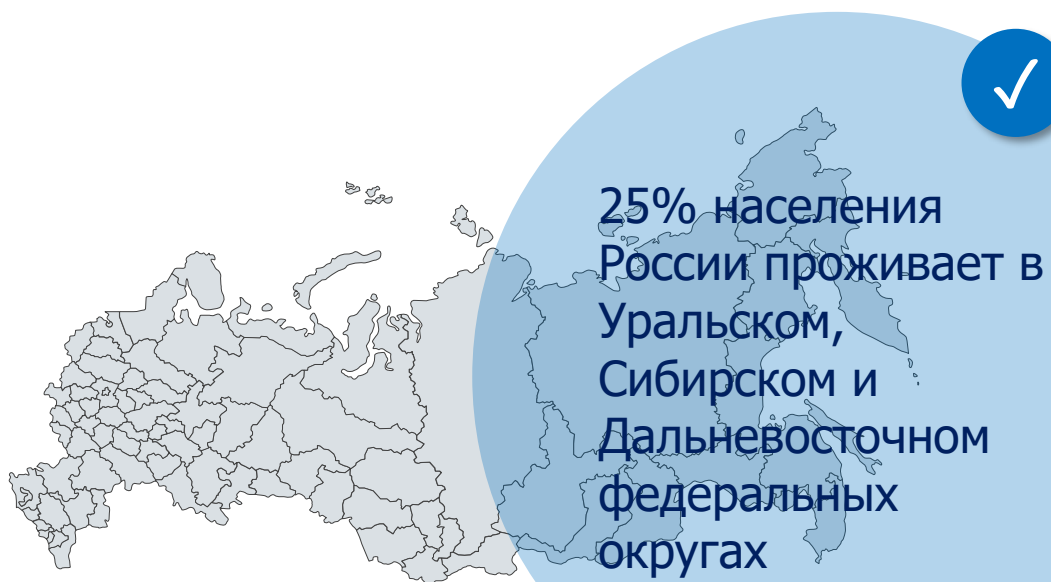 25% населения
России проживает в
Уральском,
Сибирском и
Дальневосточном
федеральных
округах